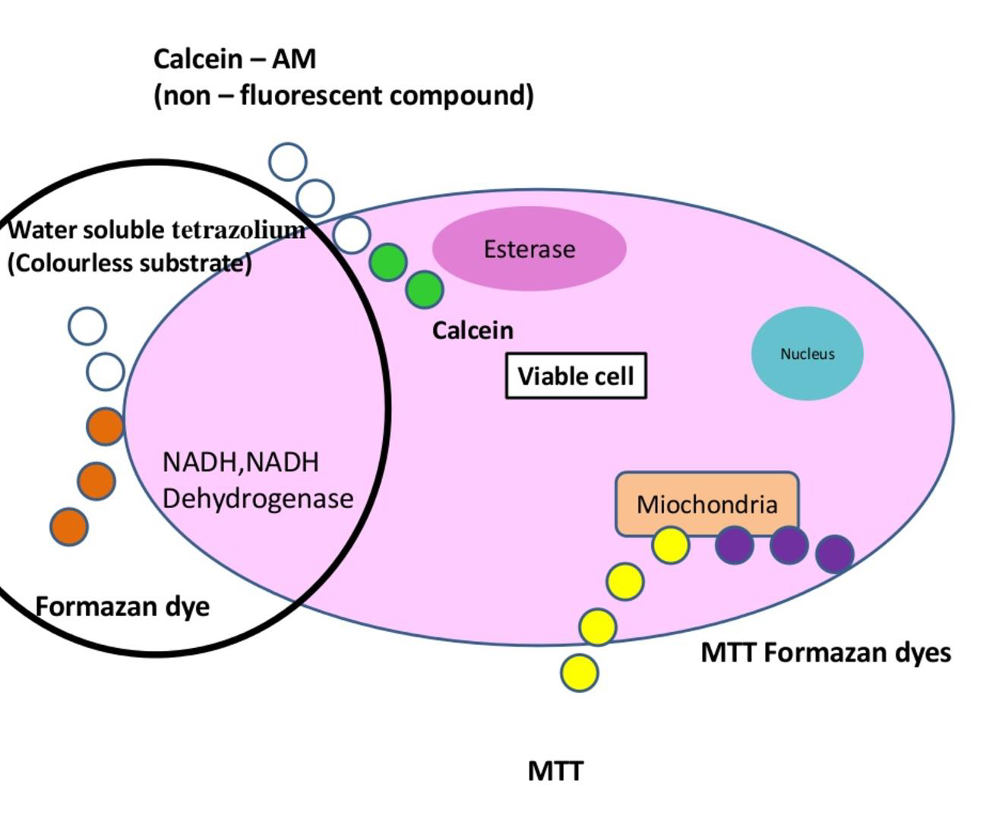 Calcein – AM
(non – fluorescent compound)
Water soluble tetrazolium
(Colourless substrate)
Esterase
Calcein
Nucleus
Viable cell
NADH,NADH
Dehydrogenase
Miochondria
Formazan dye
MTT Formazan dyes
MTT